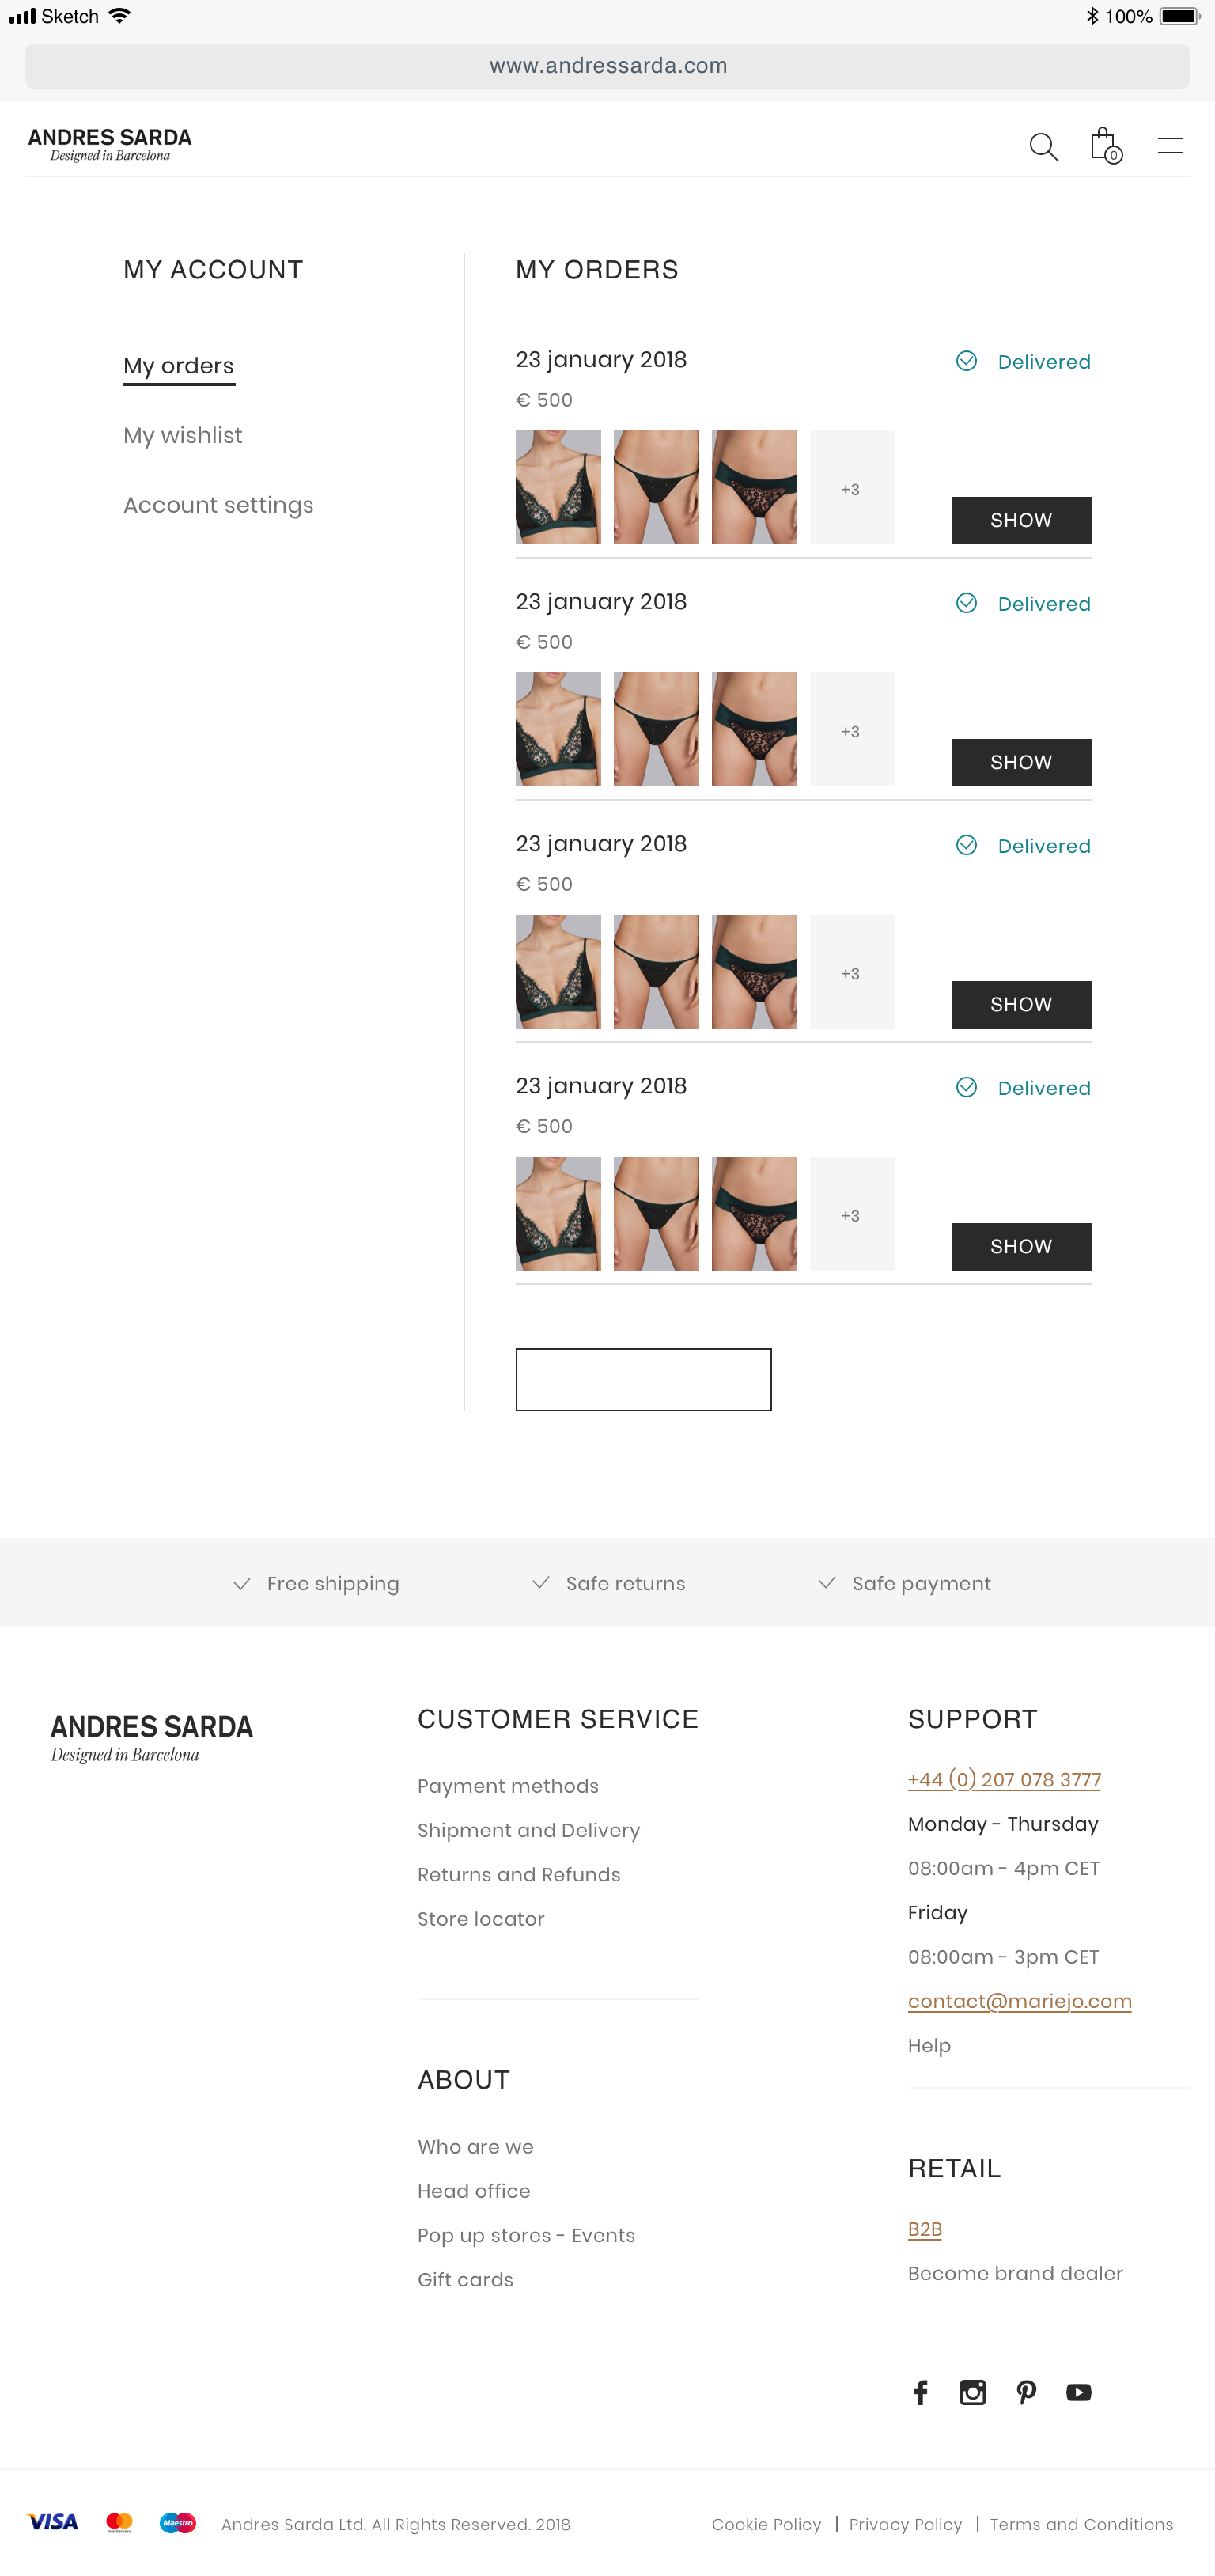 Sketch
100%
www.andressarda.com
ANDRES SARDA
Designed in Barcelona
0
MY ACCOUNT
My orders
My wishlist
Account settings
MY ORDERS
23 january 2018
Delivered
€ 500
+3
SHOW
23 january 2018
Delivered
€ 500
+3
SHOW
23 january 2018
Delivered
€ 500
+3
SHOW
23 january 2018
Delivered
€ 500
+3
SHOW
Free shipping
Safe returns
Safe payment
ANDRES SARDA
Designed in Barcelona
CUSTOMER SERVICE
Payment methods
Shipment and Delivery
Returns and Refunds
Store locator
ABOUT
Who are we
Head office
Pop up stores - Events
Gift cards
SUPPORT
+44 (0) 207 078 3777
Monday - Thursday
08:00am - 4pm CET
Friday
08:00am - 3pm CET
contact@mariejo.com
Help
RETAIL
B2B
Become brand dealer
VISA
mastercard
Maestro
Andres Sarda Ltd. All Rights Reserved. 2018
Cookie Policy | Privacy Policy | Terms and Conditions